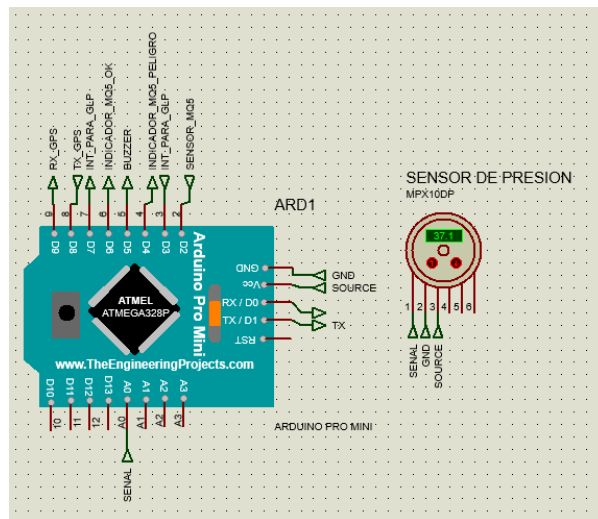 RX_GPS
TX_GPS
INT_PARA_GLP
INDICADOR_MQ5_OK
BUZZER
INDICADOR_MQ5_PELIGRO
INT_PARA_GLP
SENSOR_MQ5
9
8
7
6
5
4
3
2
D9
D8
D7
D6
D5
D4
D3
D2
ARD1
Arduino Pro Mini
ATMEL
ATMEGA328P
www.TheEngineeringProjects.com
GND
Vcc
RX / D0
TX / D1
RST
GND
SOURCE
TX
D10
D11
D12
D13
A0
A1
A2
A3
10
11
12
A0
A1
A2
A3
SENAL
ARDUINO PRO MINI
SENSOR DE PRESION
MPX10DP
37.1
1
2
3
4
5
6
SENAL
GND
SOURCE